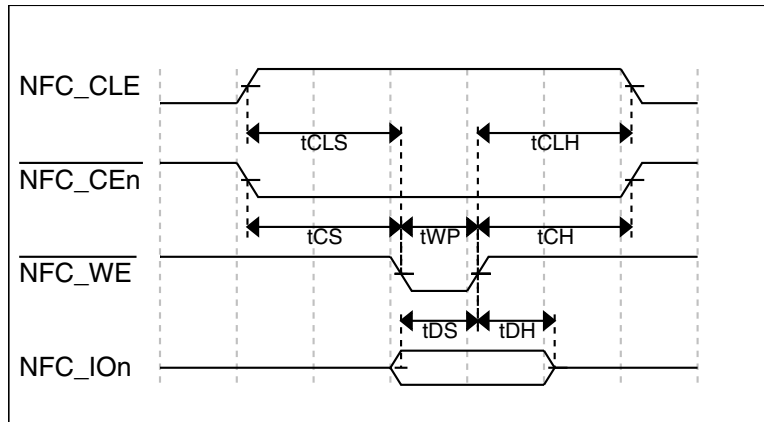 NFC_CLE
tCLS tCLH
NFC_CEn
tCS tWP tCH
NFC_WE
tDS tDH
NFC_IOn